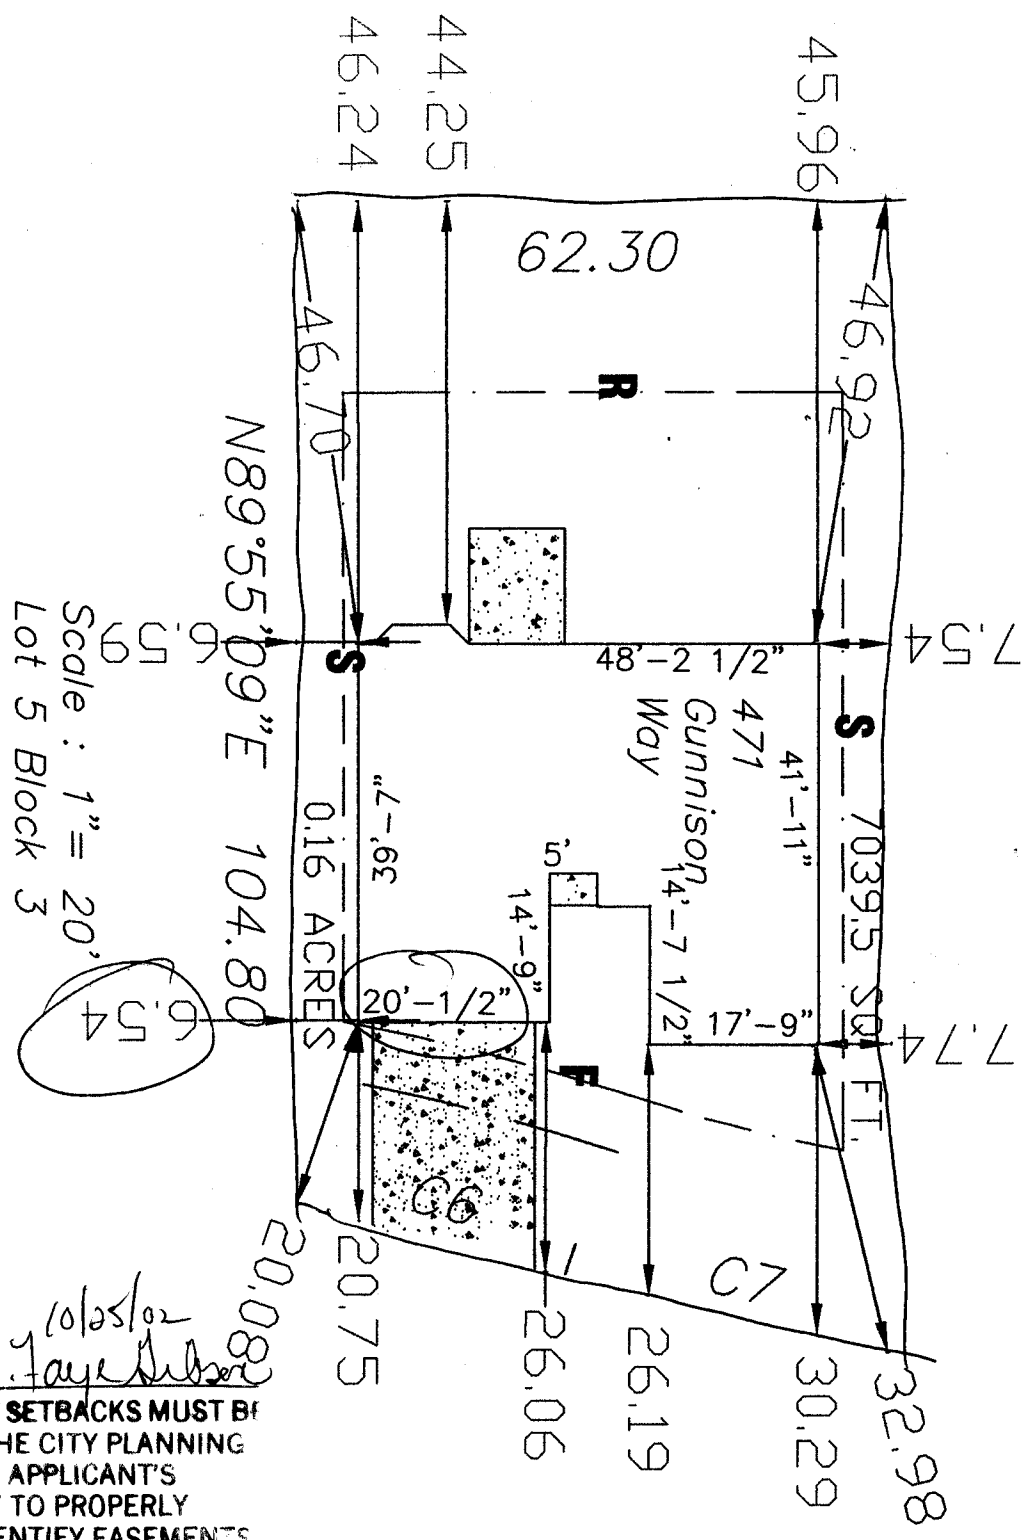 45.96
44.25
46.24
62.30
46.92
46.70
R
7.54
6.59
S
S
48'-2 1/2"
471
Gunnison
Way
41'-11"
39'-7"
7039.5 SQ FT.
0.16 ACRES
N89°55'09"E 104.80
Scale : 1"= 20'
Lot 5 Block 3
5'
14'-9"
14'-7 1/2"
17'-9"
20'-1/2"
7.74
6.54
F
C6
C7
32.98
30.29
26.19
26.06
20.75
20.08
10/25/02
SETBACKS MUST BE
HE CITY PLANNING
APPLICANT'S
TO PROPERLY
ENTIFY EASEMENTS